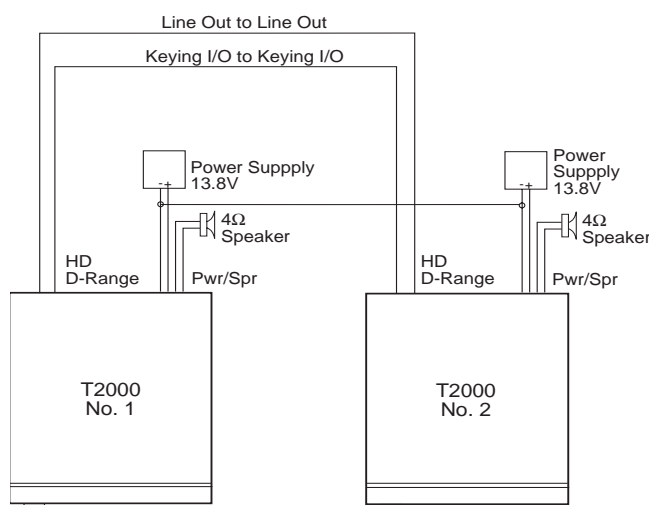 Line Out to Line Out
Keying I/O to Keying I/O
- +
Power Suppply
13.8V
- +
Power
Suppply
13.8V
4Ω
Speaker
4Ω
Speaker
HD
D-Range
Pwr/Spr
HD
D-Range
Pwr/Spr
T2000
No. 1
T2000
No. 2